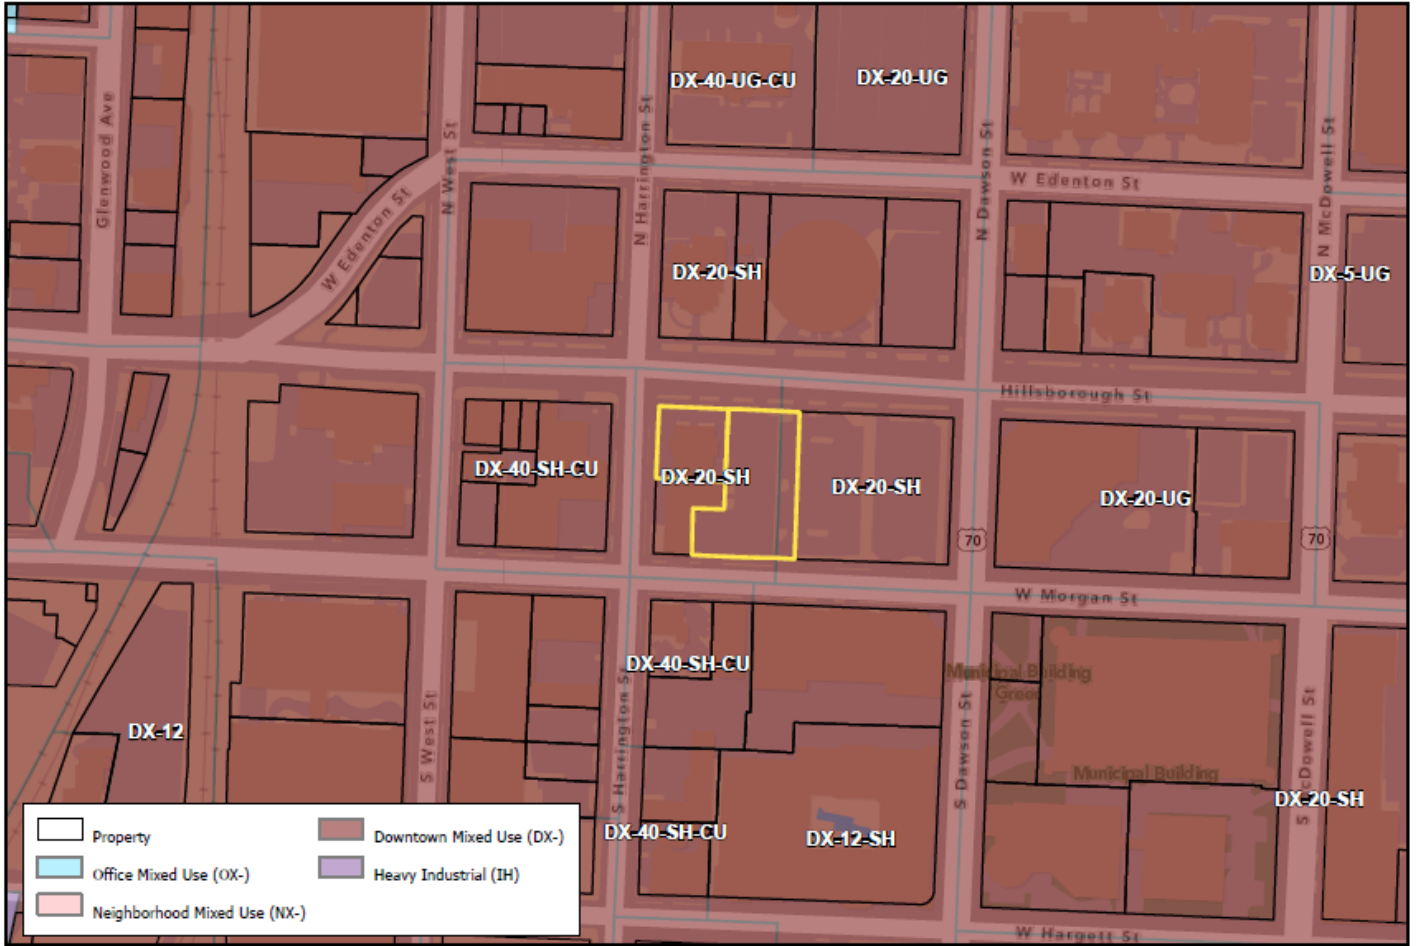 DX-40-UG-CU
DX-20-UG
Glenwood Ave
N West St
N Harrington St
N Dawson St
N McDowell St
W Edenton St
W Edenton St
DX-20-SH
DX-5-UG
Hillsborough St
DX-40-SH-CU
DX-20-SH
DX-20-SH
DX-20-UG
70
70
W Morgan St
DX-40-SH-CU
Municipal Building
Green
S West St
S Harrington St
S Dawson St
S McDowell St
DX-12
Municipal Building
DX-20-SH
DX-40-SH-CU
DX-12-SH
W Hargett St
Property
Office Mixed Use (OX-)
Neighborhood Mixed Use (NX-)
Downtown Mixed Use (DX-)
Heavy Industrial (IH)